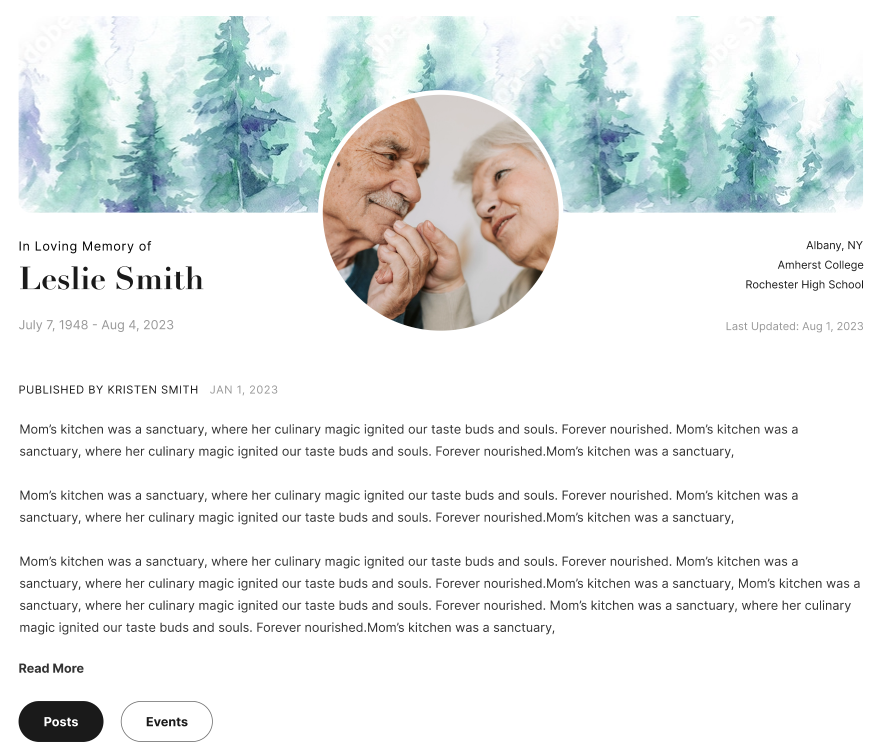 In Loving Memory of
Leslie Smith
July 7, 1948 - Aug 4, 2023
Albany, NY
Amherst College
Rochester High School
Last Updated: Aug 1, 2023
PUBLISHED BY KRISTEN SMITH JAN 1, 2023
Mom’s kitchen was a sanctuary, where her culinary magic ignited our taste buds and souls. Forever nourished. Mom’s kitchen was a
sanctuary, where her culinary magic ignited our taste buds and souls. Forever nourished.Mom’s kitchen was a sanctuary,
Mom’s kitchen was a sanctuary, where her culinary magic ignited our taste buds and souls. Forever nourished. Mom’s kitchen was a
sanctuary, where her culinary magic ignited our taste buds and souls. Forever nourished.Mom’s kitchen was a sanctuary,
Mom’s kitchen was a sanctuary, where her culinary magic ignited our taste buds and souls. Forever nourished. Mom’s kitchen was a
sanctuary, where her culinary magic ignited our taste buds and souls. Forever nourished.Mom’s kitchen was a sanctuary, Mom’s kitchen was a
sanctuary, where her culinary magic ignited our taste buds and souls. Forever nourished. Mom’s kitchen was a sanctuary, where her culinary
magic ignited our taste buds and souls. Forever nourished.Mom’s kitchen was a sanctuary,
Read More
Posts
Events